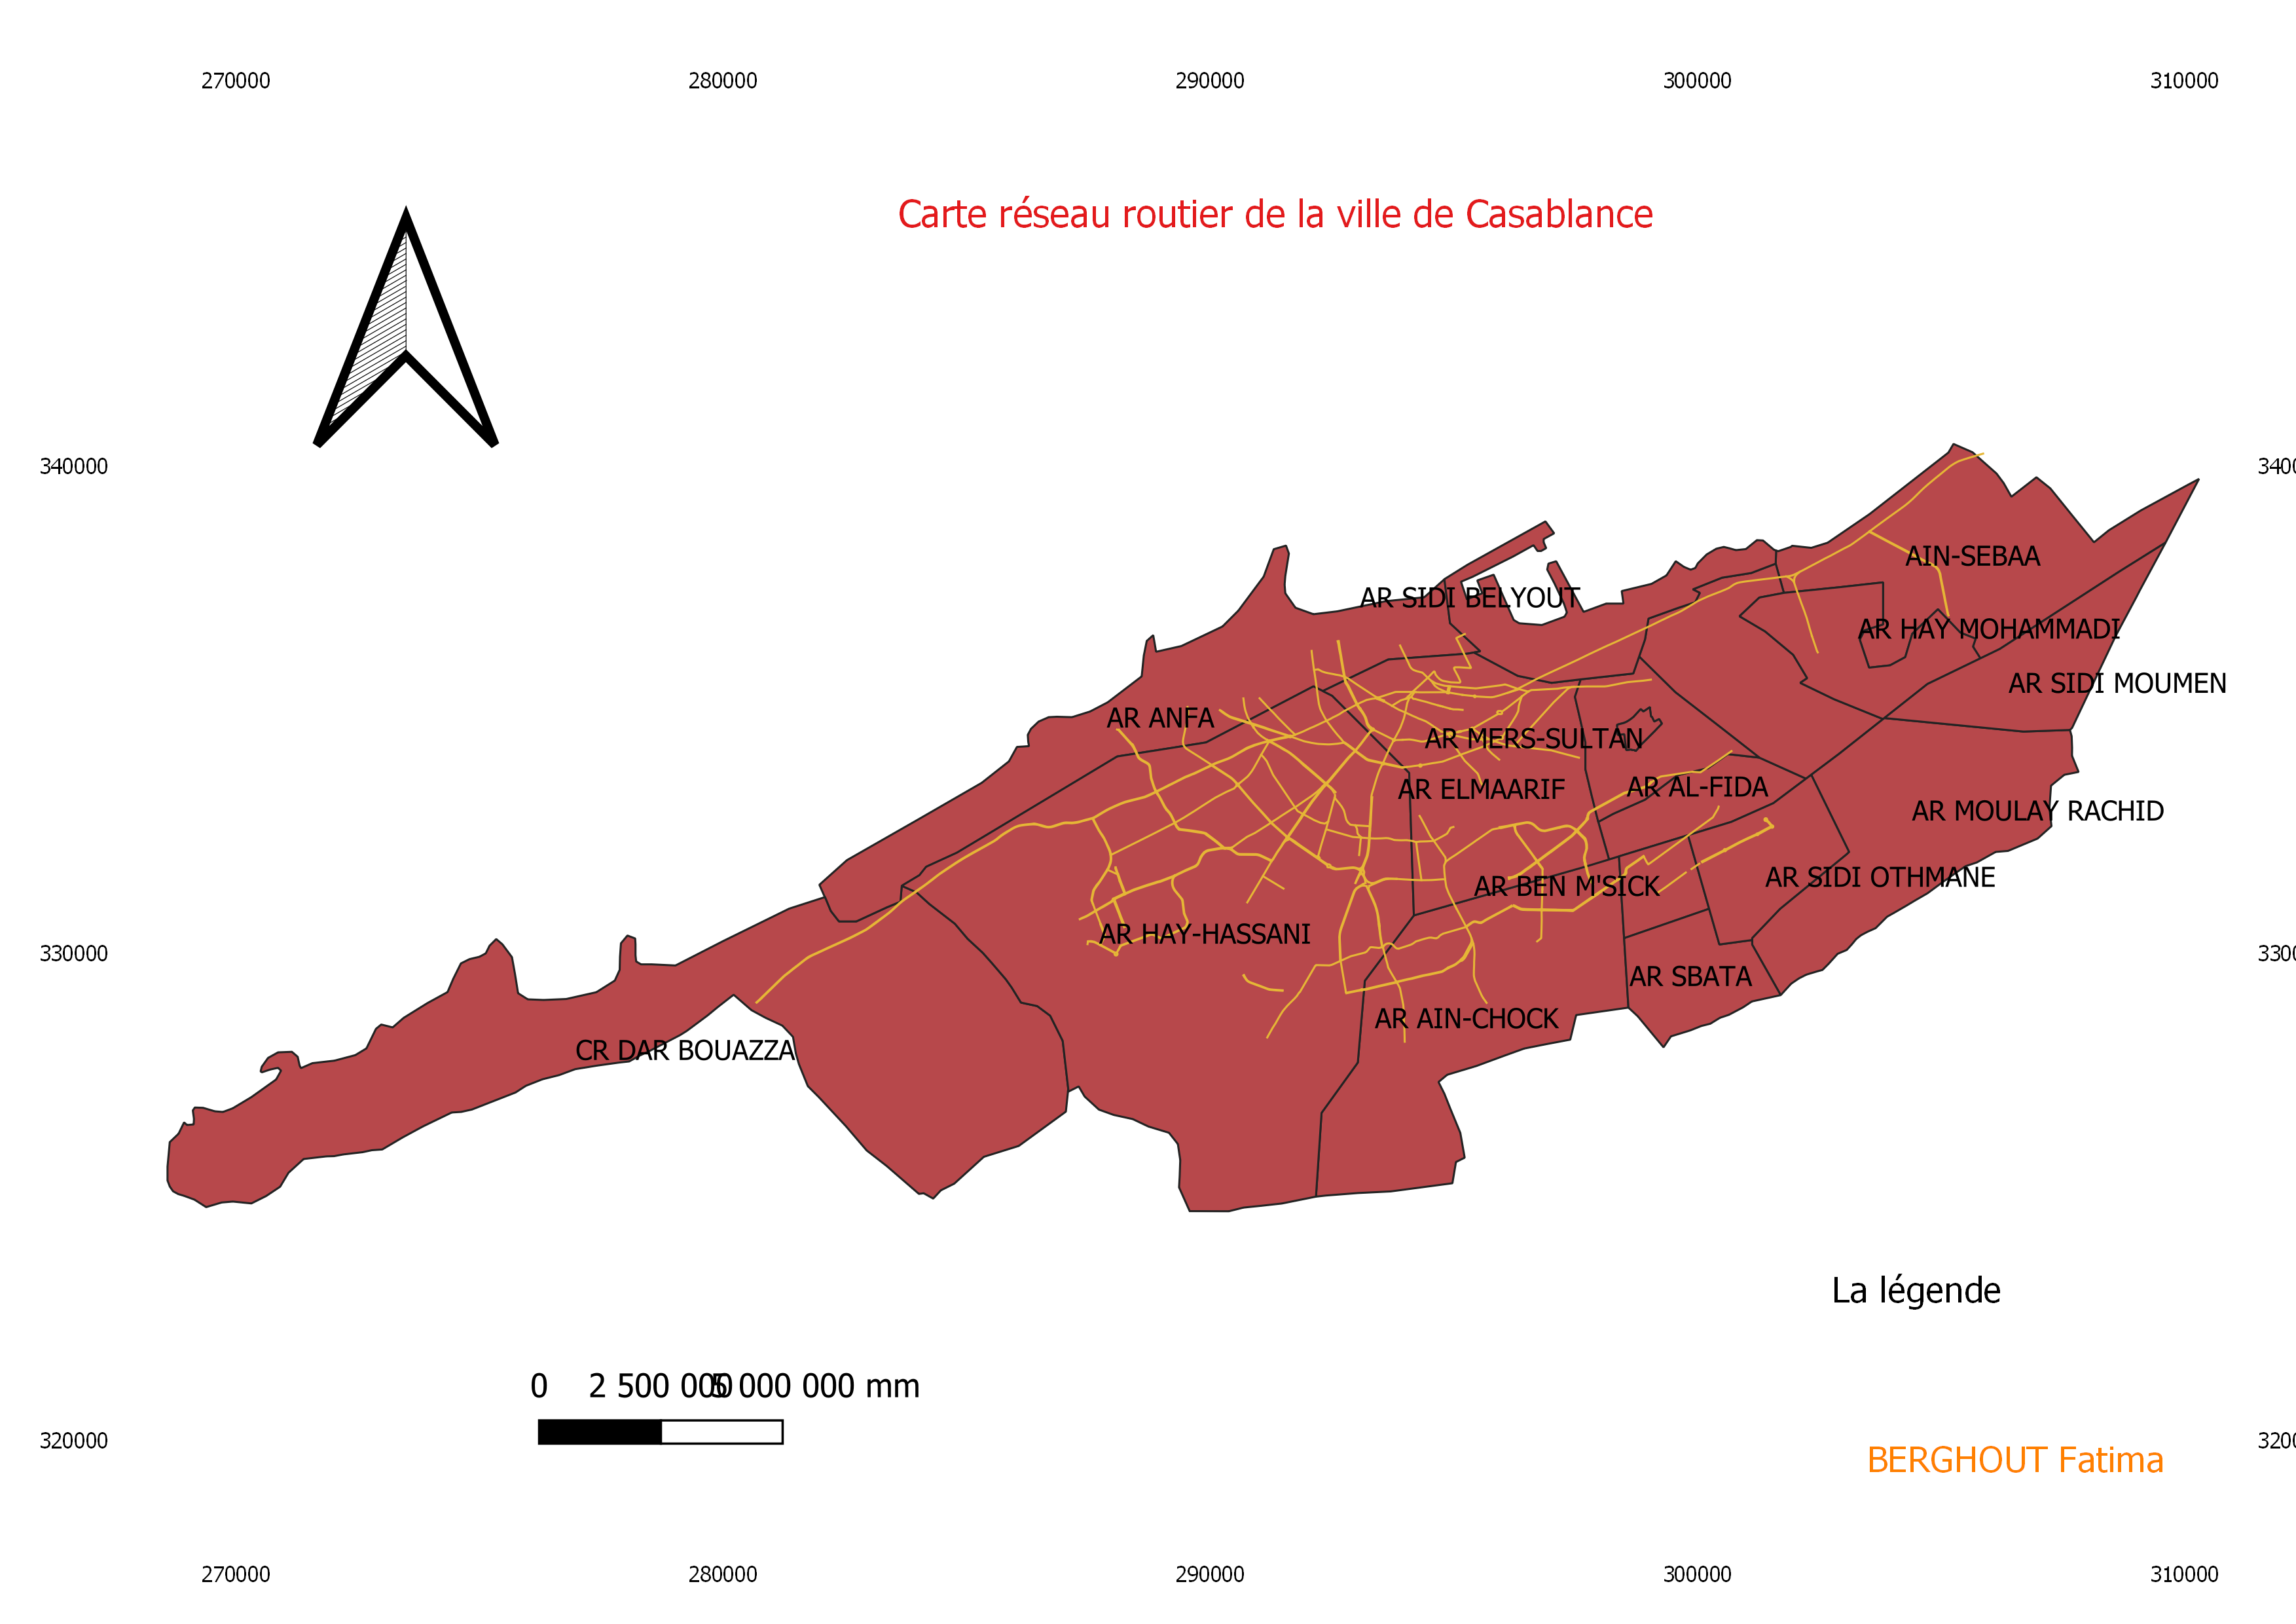 270000 280000 290000 300000 310000
Carte réseau routier de la ville de Casablance
340000 3400
AIN-SEBAA
AR SIDI BELYOUT
AR HAY MOHAMMADI
AR SIDI MOUMEN
AR ANFA
AR MERS-SULTAN
AR ELMAARIF
AR AL-FIDA
AR MOULAY RACHID
AR SIDI OTHMANE
AR BEN M'SICK
AR HAY-HASSANI
330000 3300
AR SBATA
AR AIN-CHOCK
CR DAR BOUAZZA
La légende
0 2 500 000 5 000 000 mm
320000 3200
BERGHOUT Fatima
270000 280000 290000 300000 310000